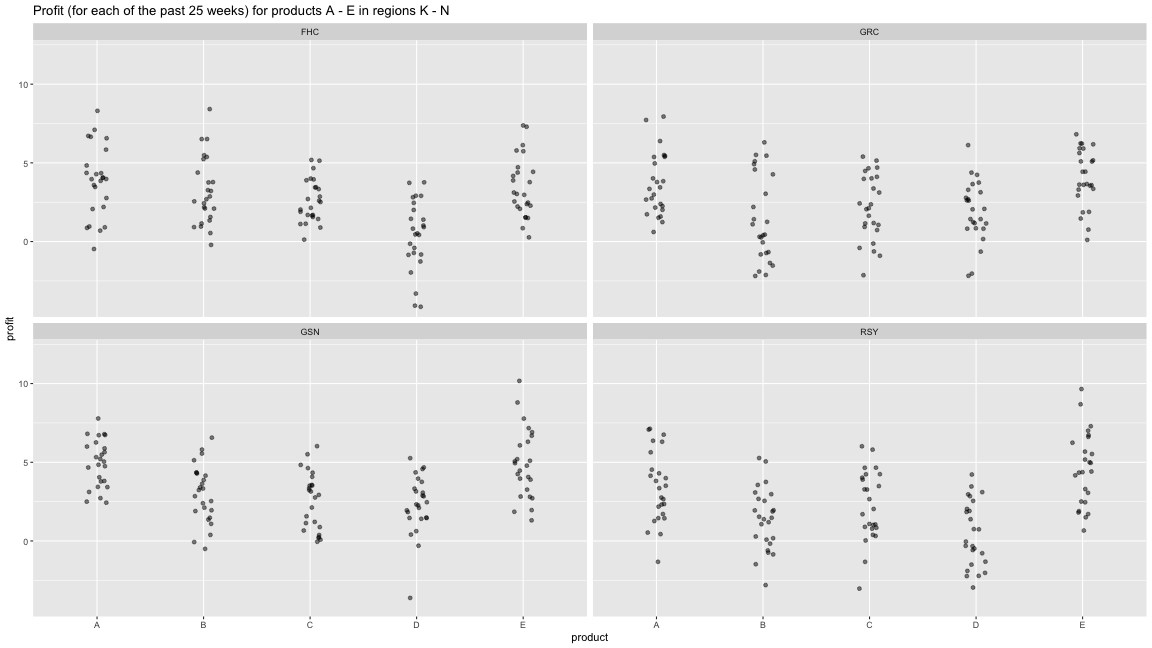 Profit (for each of the past 25 weeks) for products A - E in regions K - N
FHC
GRC
10
5
0
profit
GSN
RSY
10
5
0
A B C D E
A B C D E
product